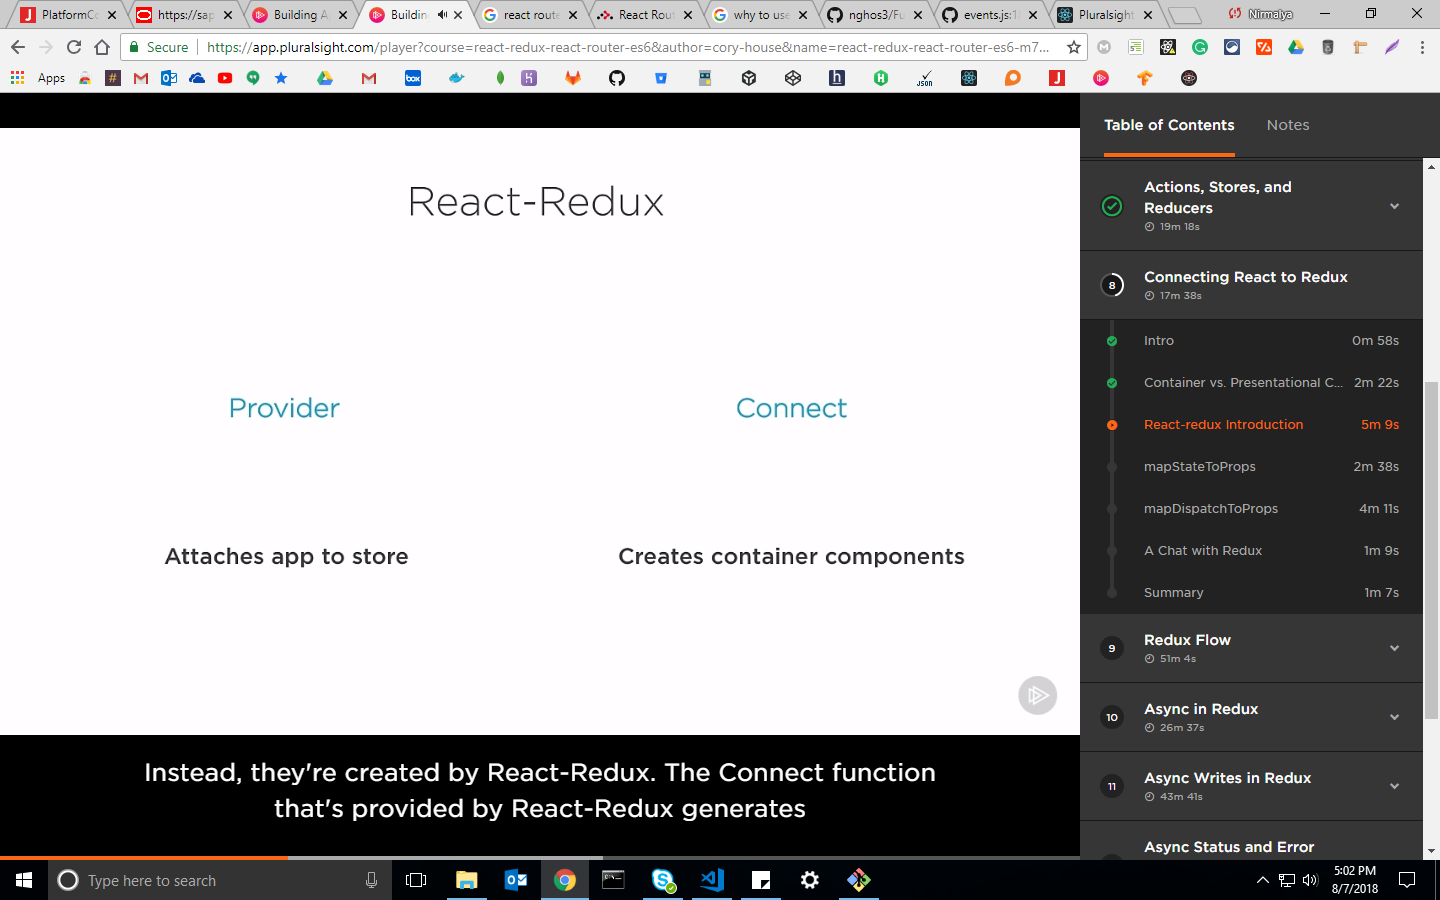 PlatformCo
https://sap
Building A
Building
react route
React Rout
why to use
nghos3/Fu
events.js:1
Pluralsight
Nirmalya
Secure
https://app.pluralsight.com/player?course=react-redux-react-router-es6&author=cory-house&name=react-redux-react-router-es6-m7...
Apps
box
Json
React-Redux
Provider
Connect
Attaches app to store
Creates container components
Instead, they're created by React-Redux. The Connect function
that's provided by React-Redux generates
Table of Contents
Notes
Actions, Stores, and
Reducers
19m 18s
8
Connecting React to Redux
17m 38s
Intro 0m 58s
Container vs. Presentational C... 2m 22s
React-redux Introduction 5m 9s
mapStateToProps 2m 38s
mapDispatchToProps 4m 11s
A Chat with Redux 1m 9s
Summary 1m 7s
9
Redux Flow
51m 4s
10
Async in Redux
26m 37s
11
Async Writes in Redux
43m 41s
Async Status and Error
Type here to search
5:02 PM
8/7/2018